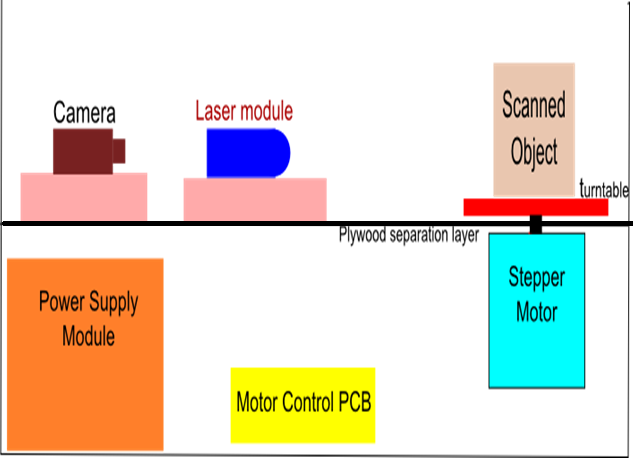 Camera
Laser module
Scanned
Object
turntable
Plywood separation layer
Stepper
Motor
Power Supply
Module
Motor Control PCB